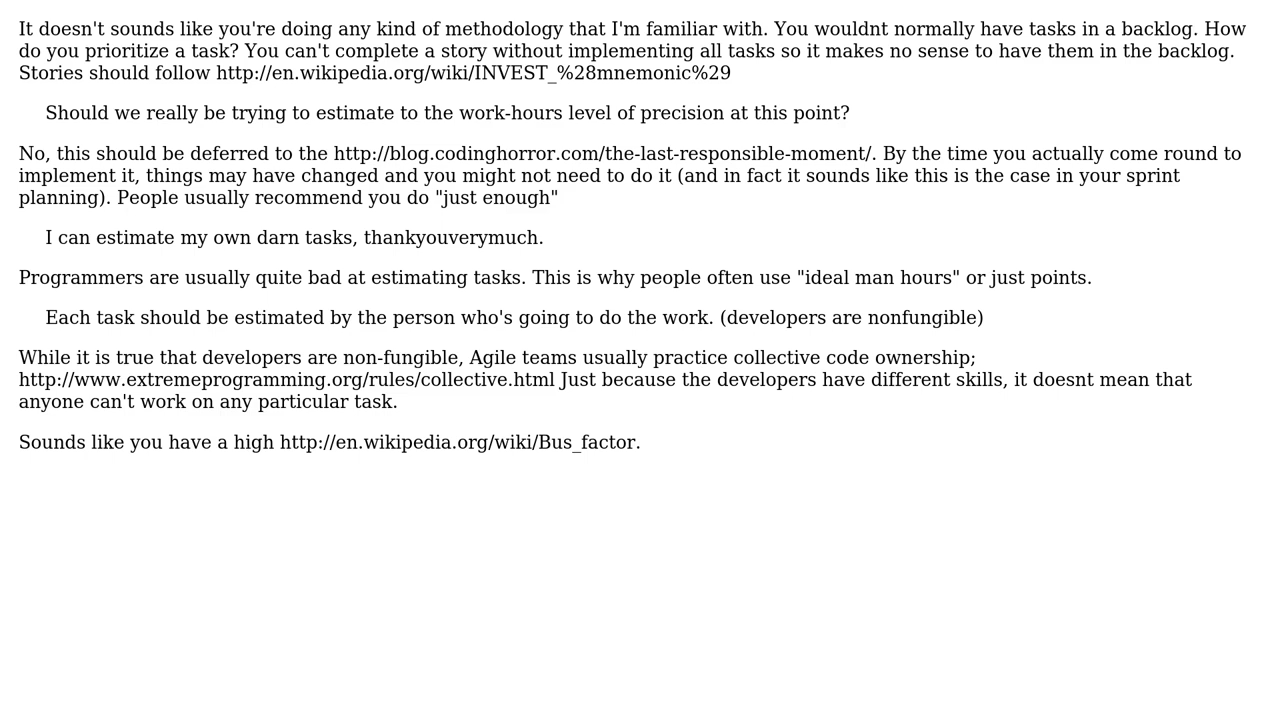 It doesn't sounds like you're doing any kind of methodology that I'm familiar with. You wouldnt normally have tasks in a backlog. How
do you prioritize a task? You can't complete a story without implementing all tasks so it makes no sense to have them in the backlog.
Stories should follow http://en.wikipedia.org/wiki/INVEST_%28mnemonic%29
Should we really be trying to estimate to the work-hours level of precision at this point?
No, this should be deferred to the http://blog.codinghorror.com/the-last-responsible-moment/. By the time you actually come round to
implement it, things may have changed and you might not need to do it (and in fact it sounds like this is the case in your sprint
planning). People usually recommend you do "just enough"
I can estimate my own darn tasks, thankyouverymuch.
Programmers are usually quite bad at estimating tasks. This is why people often use "ideal man hours" or just points.
Each task should be estimated by the person who's going to do the work. (developers are nonfungible)
While it is true that developers are non-fungible, Agile teams usually practice collective code ownership;
http://www.extremeprogramming.org/rules/collective.html Just because the developers have different skills, it doesnt mean that
anyone can't work on any particular task.
Sounds like you have a high http://en.wikipedia.org/wiki/Bus_factor.